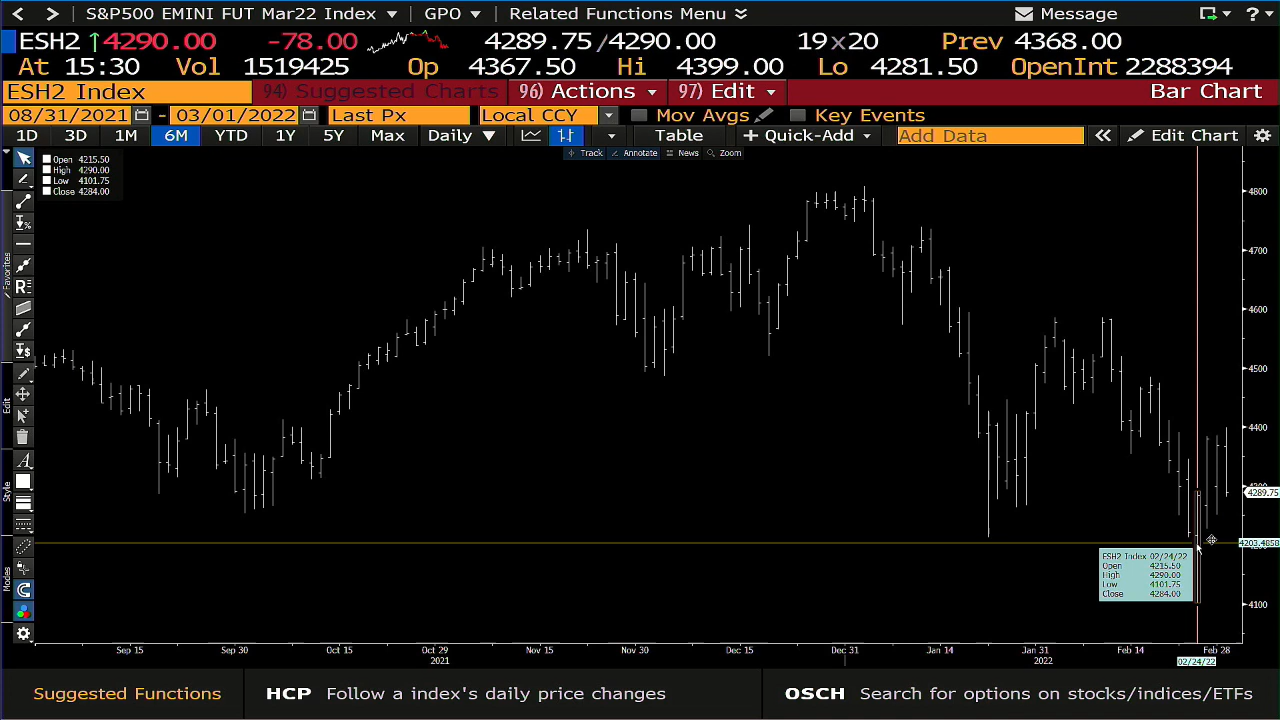 S&P500 EMINI FUT Mar22 Index GPO Related Functions Menu Message ?
ESH2 ↑4290.00 -78.00 4289.75/4290.00 19x20 Prev 4368.00
At 15:30 Vol 1519425 Op 4367.50 Hi 4399.00 Lo 4281.50 OpenInt 2288394
ESH2 Index 94) Suggested Charts 96) Actions 97) Edit Bar Chart
08/31/2021 - 03/01/2022 Last Px Local CCY Mov Avgs Key Events
1D 3D 1M 6M YTD 1Y 5Y Max Daily Table + Quick-Add Add Data « Edit Chart
Track Annotate News Zoom
Open 4215.50
High 4290.00
Low 4101.75
Close 4284.00
Favorites
Edit
Style
Modes
4800
4700
4600
4500
4400
4289.75
4203.4858
4100
ESH2 Index 02/24/22
Open 4215.50
High 4290.00
Low 4101.75
Close 4284.00
Sep 15 Sep 30 Oct 15 Oct 29 Nov 15 Nov 30 Dec 15 Dec 31 Jan 14 Jan 31 Feb 14 Feb 28
2021 2022 02/24/22
Suggested Functions HCP Follow a index's daily price changes OSCH Search for options on stocks/indices/ETFs